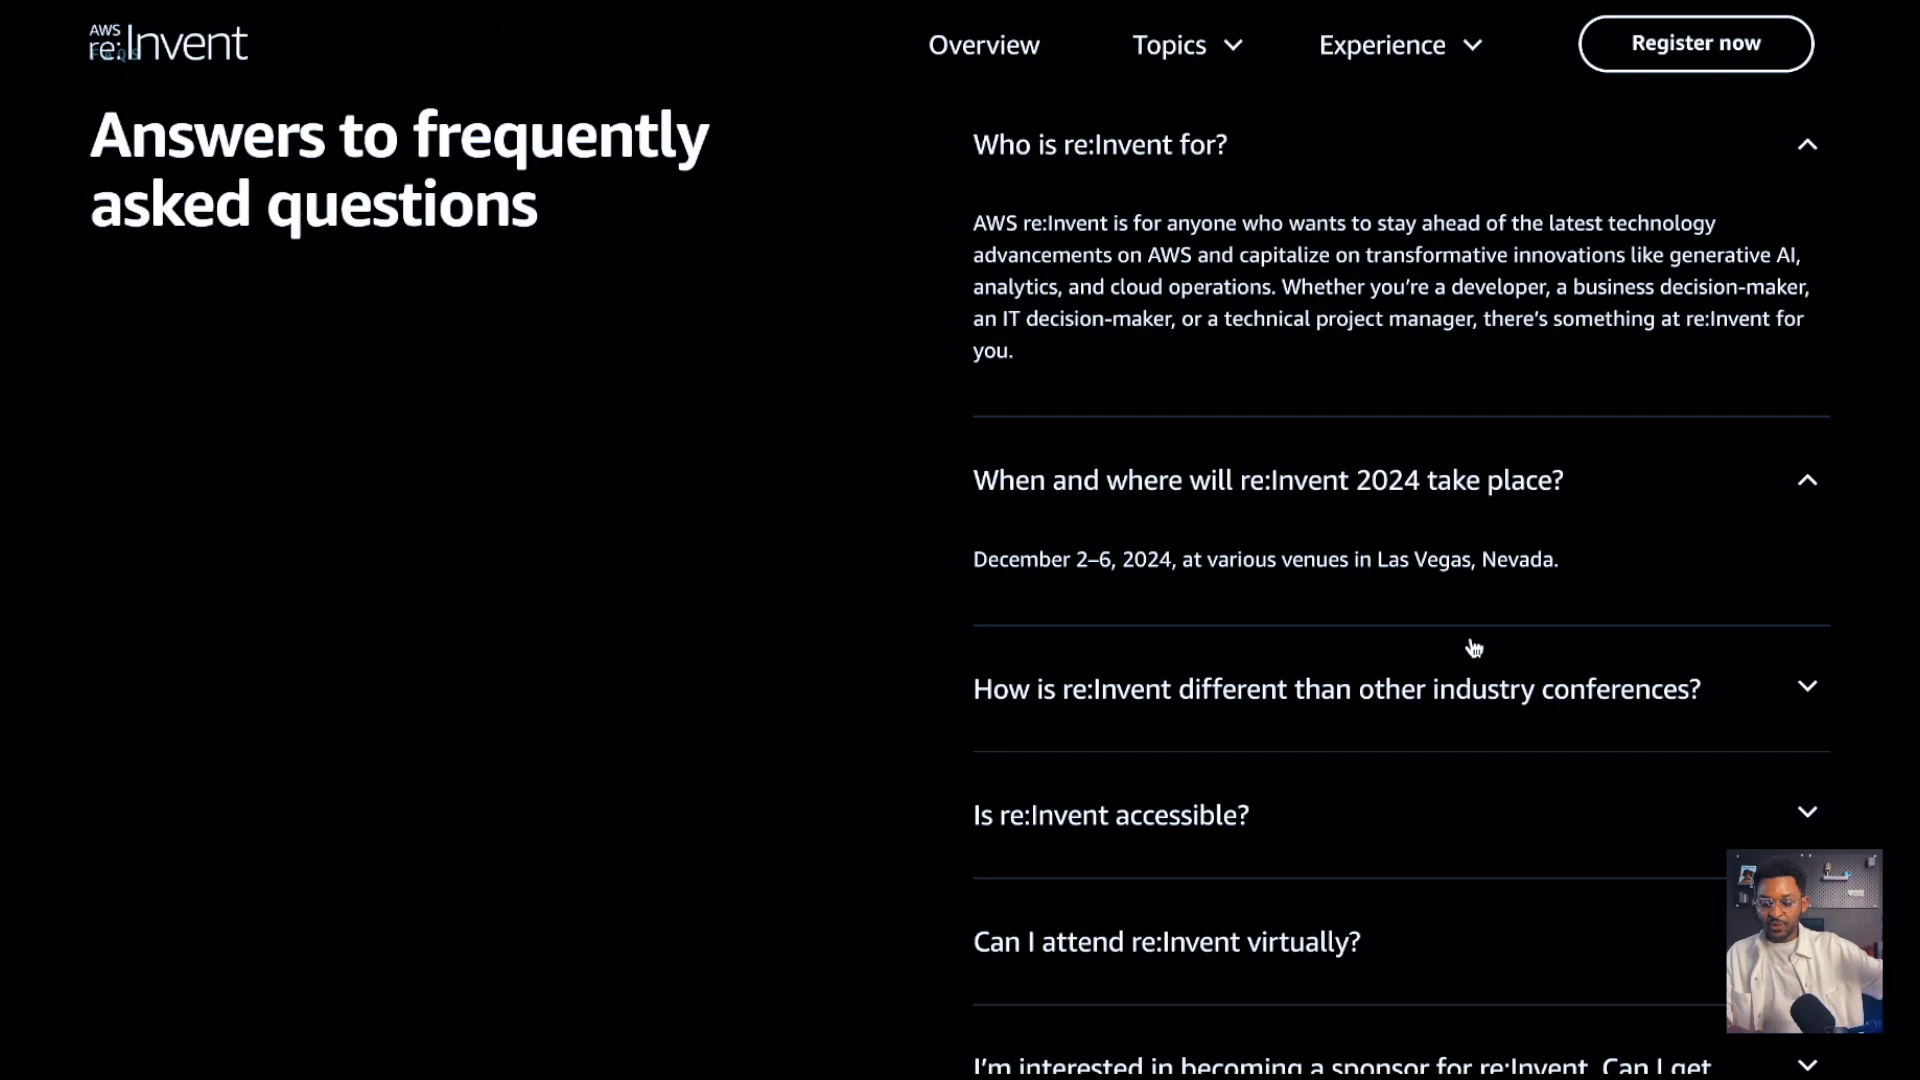 AWS
re:Invent
Overview
Topics
Experience
Register now
FAQS
Answers to frequently
asked questions
Who is re:Invent for?
AWS re:Invent is for anyone who wants to stay ahead of the latest technology
advancements on AWS and capitalize on transformative innovations like generative AI,
analytics, and cloud operations. Whether you’re a developer, a business decision-maker,
an IT decision-maker, or a technical project manager, there’s something at re:Invent for
you.
When and where will re:Invent 2024 take place?
December 2–6, 2024, at various venues in Las Vegas, Nevada.
How is re:Invent different than other industry conferences?
Is re:Invent accessible?
Can I attend re:Invent virtually?
I’m interested in becoming a sponsor for re:Invent. Can I get